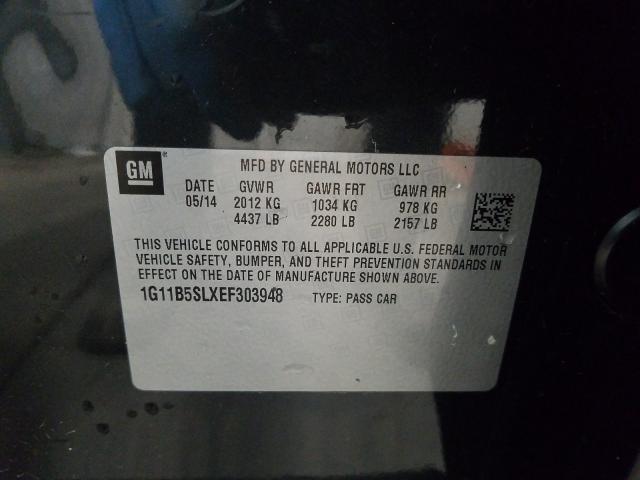 GM ®
MFD BY GENERAL MOTORS LLC
DATE GVWR GAWR FRT GAWR RR
05/14 2012 KG 1034 KG 978 KG
4437 LB 2280 LB 2157 LB
THIS VEHICLE CONFORMS TO ALL APPLICABLE U.S. FEDERAL MOTOR
VEHICLE SAFETY, BUMPER, AND THEFT PREVENTION STANDARDS IN
EFFECT ON THE DATE OF MANUFACTURE SHOWN ABOVE.
1G11B5SLXEF303948 TYPE: PASS CAR